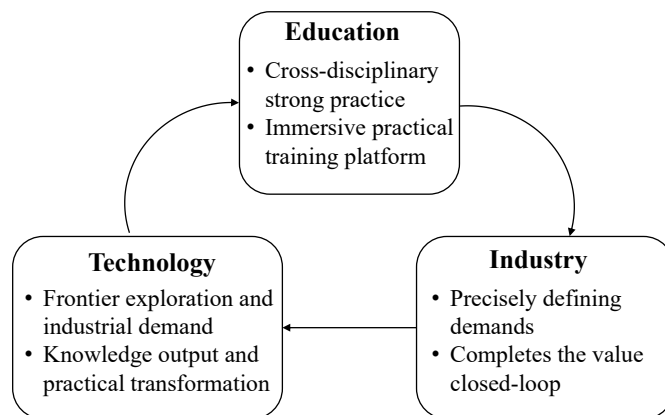 Education
• Cross-disciplinary
strong practice
• Immersive practical
training platform
Technology
• Frontier exploration and
industrial demand
• Knowledge output and
practical transformation
Industry
• Precisely defining
demands
• Completes the value
closed-loop